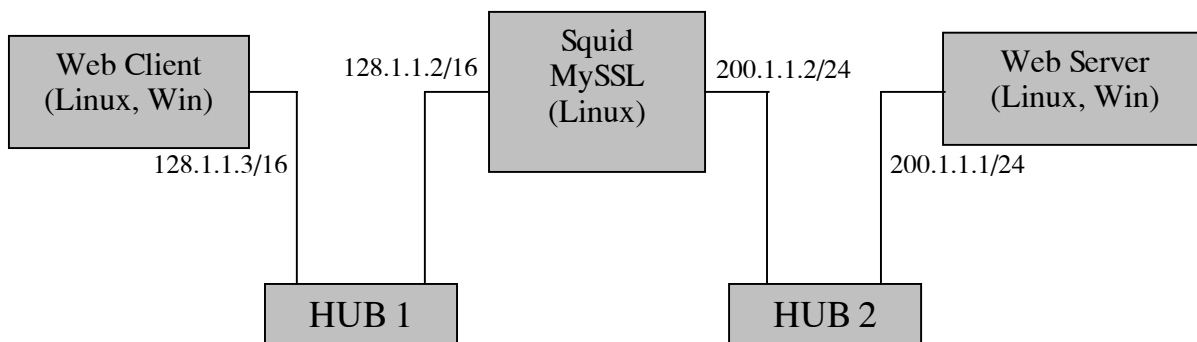 Web Client
(Linux, Win)
128.1.1.3/16
128.1.1.2/16
Squid
MySSL
(Linux)
200.1.1.2/24
Web Server
(Linux, Win)
200.1.1.1/24
HUB 1
HUB 2